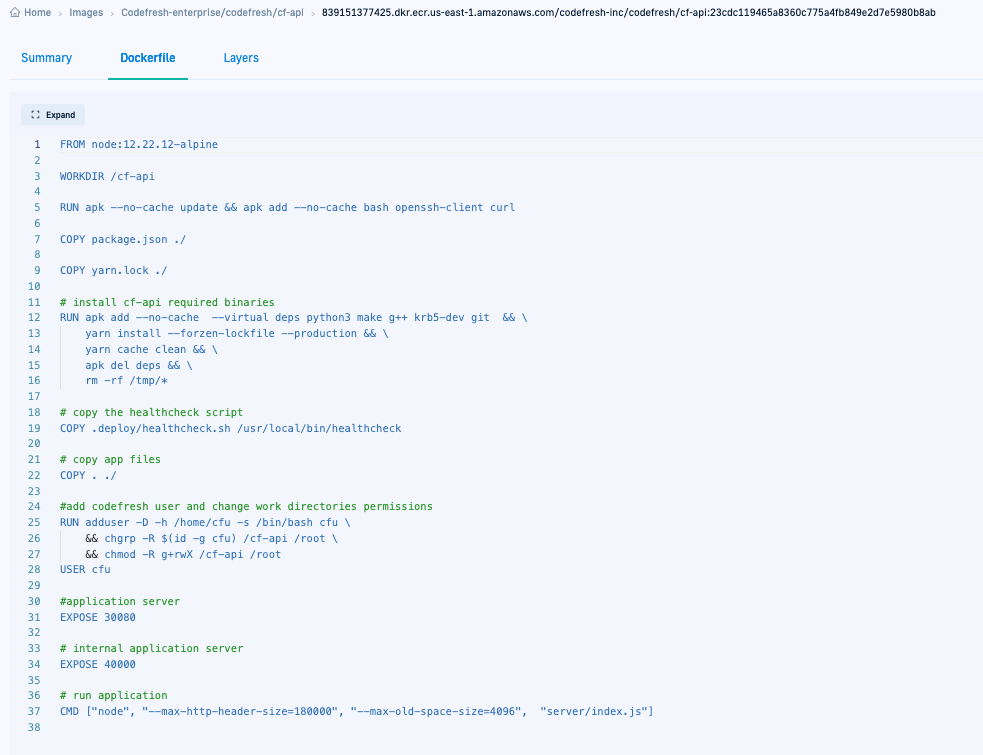 Home > Images > Codefresh-enterprise/codefresh/cf-api > 839151377425.dkr.ecr.us-east-1.amazonaws.com/codefresh-inc/codefresh/cf-api:23cdc119465a8360c775a4fb849e2d7e5980b8ab
Summary Dockerfile Layers
Expand
1 FROM node:12.22.12-alpine
2
3 WORKDIR /cf-api
4
5 RUN apk --no-cache update && apk add --no-cache bash openssh-client curl
6
7 COPY package.json ./
8
9 COPY yarn.lock ./
10
11 # install cf-api required binaries
12 RUN apk add --no-cache  --virtual deps python3 make g++ krb5-dev git  && \
13     yarn install --forzen-lockfile --production && \
14     yarn cache clean && \
15     apk del deps && \
16     rm -rf /tmp/*
17
18 # copy the healthcheck script
19 COPY .deploy/healthcheck.sh /usr/local/bin/healthcheck
20
21 # copy app files
22 COPY . ./
23
24 #add codefresh user and change work directories permissions
25 RUN adduser -D -h /home/cfu -s /bin/bash cfu \
26     && chgrp -R $(id -g cfu) /cf-api /root \
27     && chmod -R g+rwX /cf-api /root
28 USER cfu
29
30 #application server
31 EXPOSE 30080
32
33 # internal application server
34 EXPOSE 40000
35
36 # run application
37 CMD ["node", "--max-http-header-size=180000", "--max-old-space-size=4096",  "server/index.js"]
38